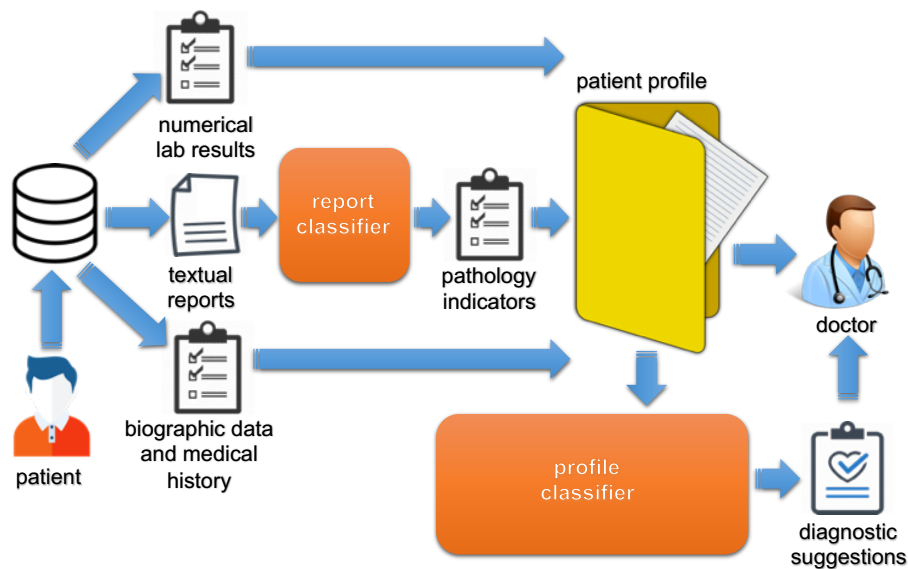 patient profile
numerical
lab results
report
classifier
textual
reports
pathology
indicators
doctor
patient
biographic data
and medical
history
profile
classifier
diagnostic
suggestions